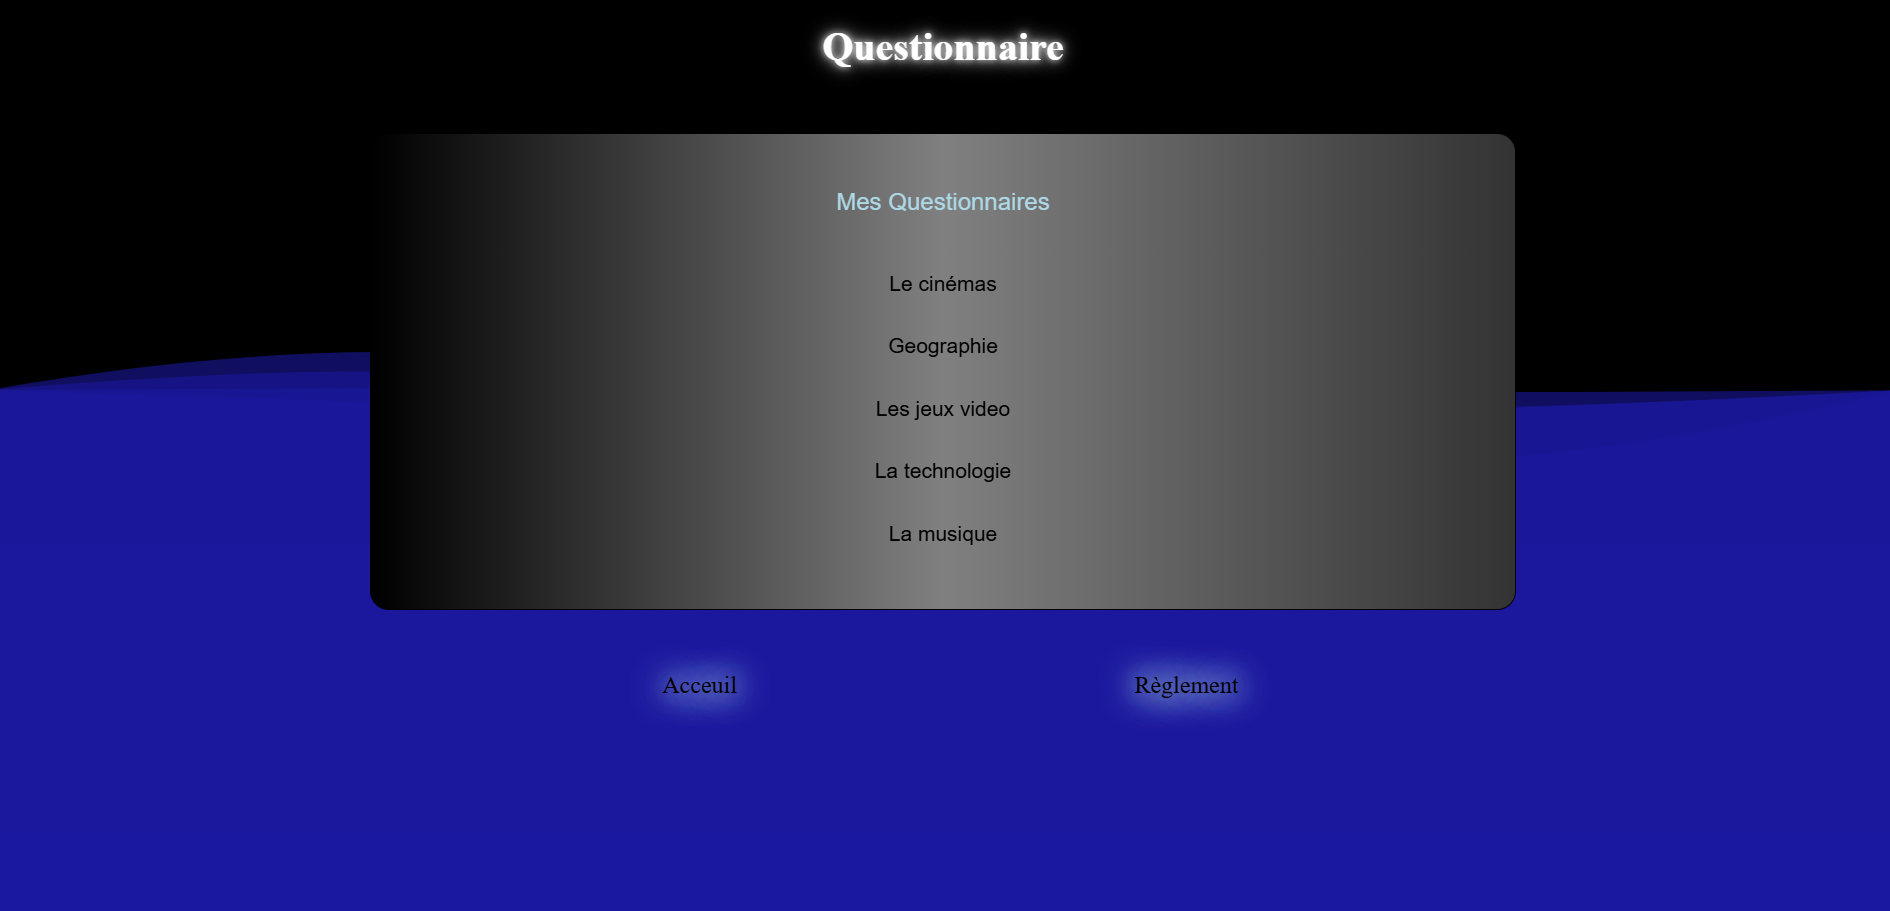 Questionnaire
Mes Questionnaires
Le cinémas
Geographie
Les jeux video
La technologie
La musique
Acceuil
Règlement